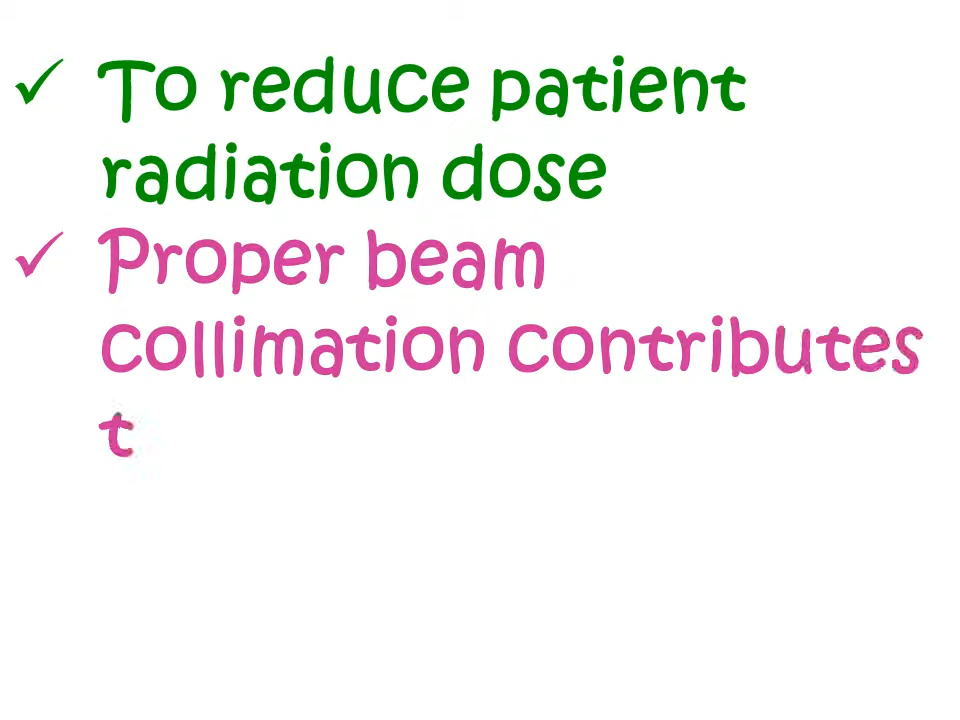 ✓ To reduce patient
radiation dose
✓ Proper beam
collimation contributes
t